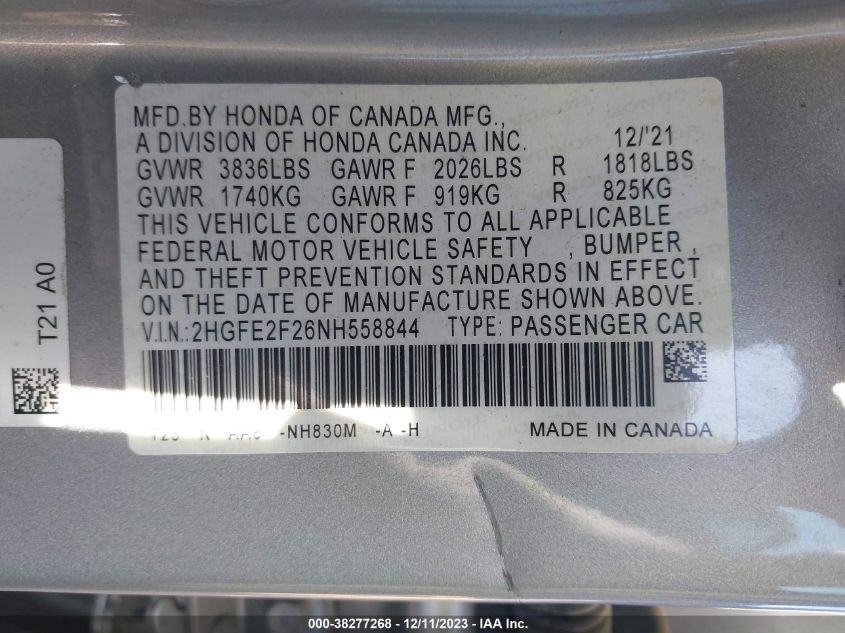 MFD.BY HONDA OF CANADA MFG.,
A DIVISION OF HONDA CANADA INC. 12/'21
GVWR 3836LBS GAWR F 2026LBS R 1818LBS
GVWR 1740KG GAWR F 919KG R 825KG
THIS VEHICLE CONFORMS TO ALL APPLICABLE
FEDERAL MOTOR VEHICLE SAFETY , BUMPER ,
AND THEFT PREVENTION STANDARDS IN EFFECT
ON THE DATE OF MANUFACTURE SHOWN ABOVE.
V.I.N.: 2HGFE2F26NH558844 TYPE: PASSENGER CAR
-NH830M -A -H MADE IN CANADA
T21 A0
000-38277268 - 12/11/2023 - IAA Inc.